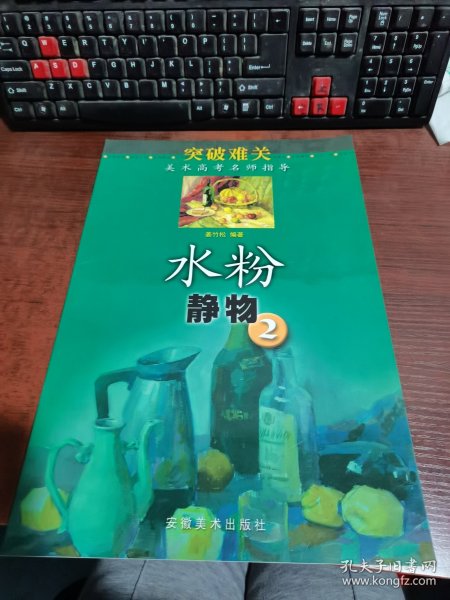 突破难关
美术高考名师指导
姜竹松 编著
水粉
静物
2
安徽美术出版社
孔夫子旧书网
www.kongfz.com